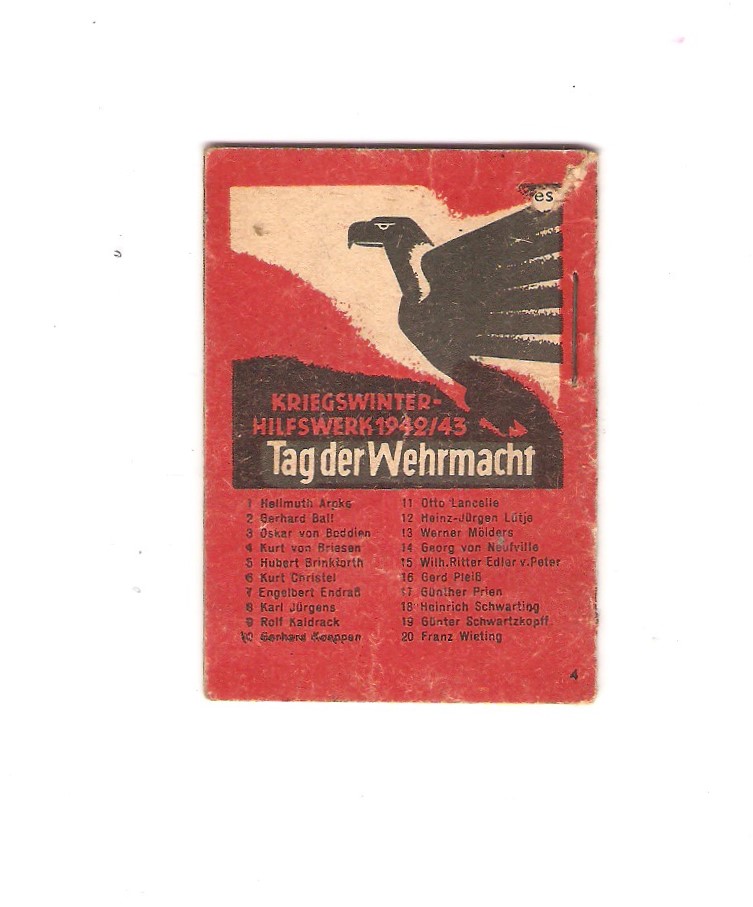 es
KRIEGSWINTER-
HILFSWERK 1942/43
Tag der Wehrmacht
1 Hellmuth Arpke
2 Gerhard Ball
3 Oskar von Boddien
4 Kurt von Briesen
5 Hubert Brinkforth
6 Kurt Christel
7 Engelbert Endraß
8 Karl Jürgens
9 Rolf Kaldrack
10 Gerhard Koeppen
11 Otto Lancelle
12 Heinz-Jürgen Lütje
13 Werner Mölders
14 Georg von Neufville
15 Wilh. Ritter Edler v. Peter
16 Gerd Pleiß
17 Günther Prien
18 Heinrich Schwarting
19 Günter Schwartzkopff
20 Franz Wieting
4